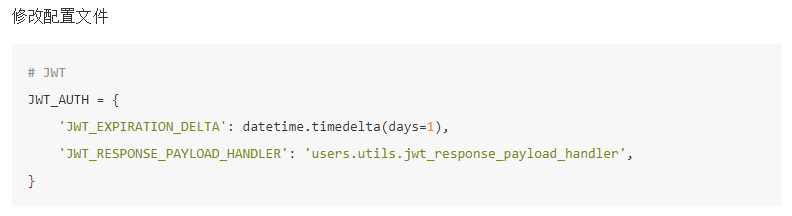 修改配置文件
# JWT
JWT_AUTH = {
    'JWT_EXPIRATION_DELTA': datetime.timedelta(days=1),
    'JWT_RESPONSE_PAYLOAD_HANDLER': 'users.utils.jwt_response_payload_handler',
}